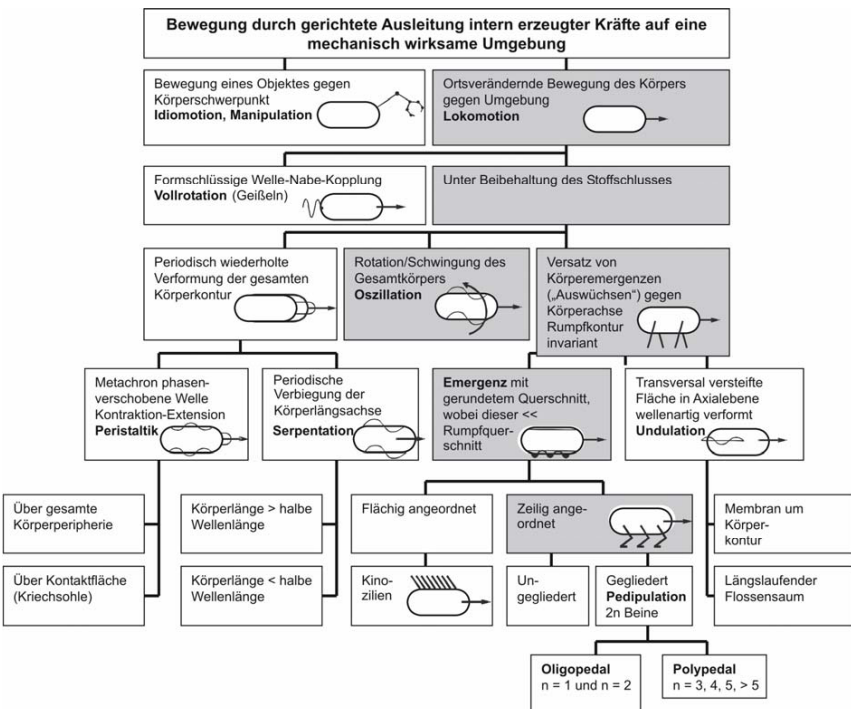 Bewegung durch gerichtete Ausleitung intern erzeugter Kräfte auf eine
mechanisch wirksame Umgebung
Bewegung eines Objektes gegen
Körperschwerpunkt
Idiomotion, Manipulation
Ortsverändernde Bewegung des Körpers
gegen Umgebung
Lokomotion
Formschlüssige Welle-Nabe-Kopplung
Vollrotation (Geißeln)
Unter Beibehaltung des Stoffschlusses
Periodisch wiederholte
Verformung der gesamten
Körperkontur
Rotation/Schwingung des
Gesamtkörpers
Oszillation
Versatz von
Körperemergenzen
(„Auswüchsen“) gegen
Körperachse
Rumpfkontur
invariant
Metachron phasen-
verschobene Welle
Kontraktion-Extension
Peristaltik
Periodische
Verbiegung der
Körperlängsachse
Serpentation
Emergenz mit
gerundetem Querschnitt,
wobei dieser <<
Rumpfquer-
schnitt
Transversal versteifte
Fläche in Axialebene
wellenartig verformt
Undulation
Über gesamte
Körperperipherie
Körperlänge > halbe
Wellenlänge
Flächig angeordnet
Zeilig ange-
ordnet
Membran um
Körper-
kontur
Über Kontaktfläche
(Kriechsohle)
Körperlänge < halbe
Wellenlänge
Kino-
zilien
Un-
gegliedert
Gegliedert
Pedipulation
2n Beine
Längslaufender
Flossensaum
Oligopedal
n = 1 und n = 2
Polypedal
n = 3, 4, 5, > 5